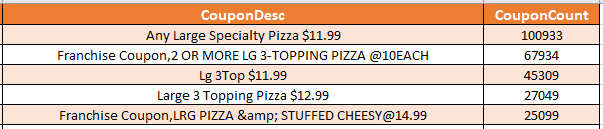 CouponDesc CouponCount
Any Large Specialty Pizza $11.99 100933
Franchise Coupon,2 OR MORE LG 3-TOPPING PIZZA @10EACH 67934
Lg 3Top $11.99 45309
Large 3 Topping Pizza $12.99 27049
Franchise Coupon,LRG PIZZA &amp; STUFFED CHEESY@14.99 25099